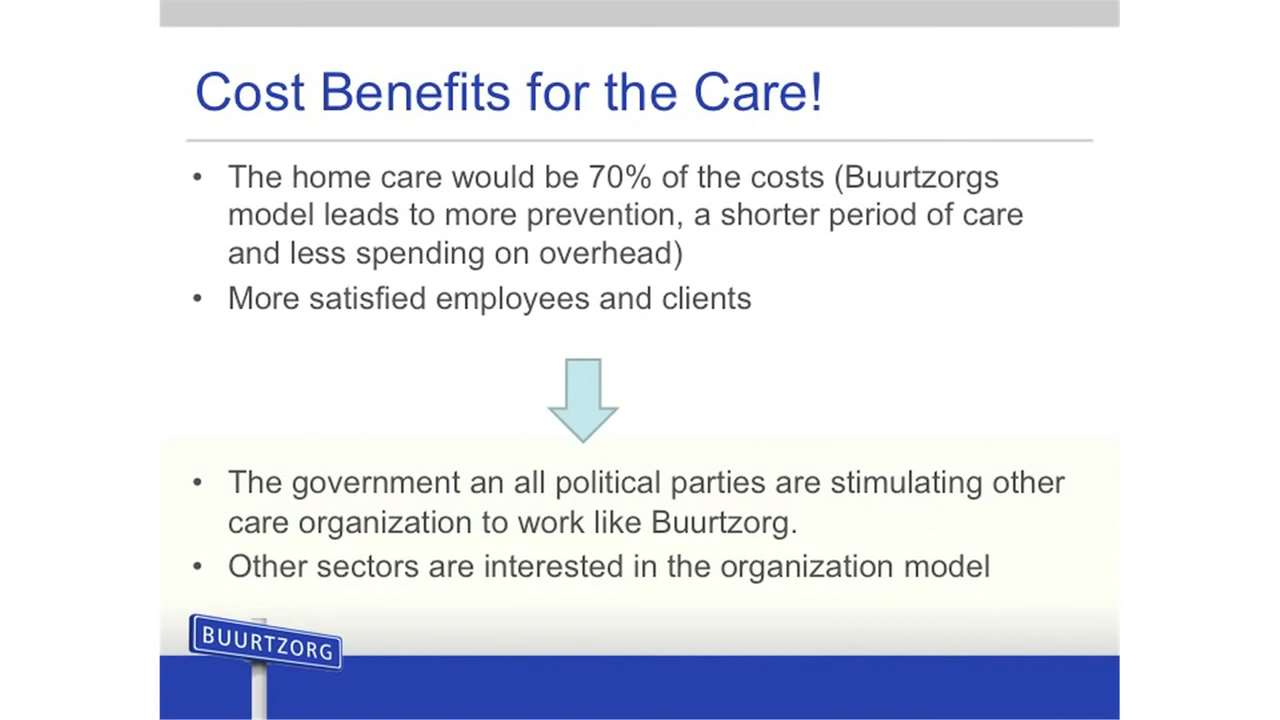 Cost Benefits for the Care!
• The home care would be 70% of the costs (Buurtzorgs
model leads to more prevention, a shorter period of care
and less spending on overhead)
• More satisfied employees and clients
• The government an all political parties are stimulating other
care organization to work like Buurtzorg.
• Other sectors are interested in the organization model
BUURTZORG